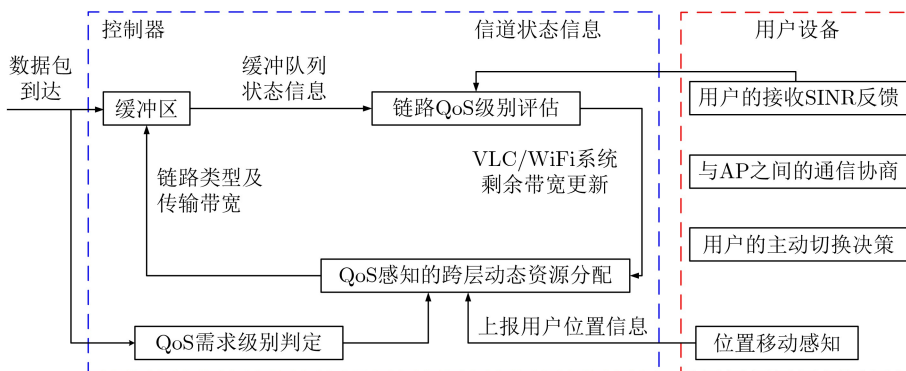 控制器
信道状态信息
用户设备
数据包
到达
缓冲队列
状态信息
缓冲区
链路QoS级别评估
用户的接收SINR反馈
VLC/WiFi系统
剩余带宽更新
与AP之间的通信协商
链路类型及
传输带宽
用户的主动切换决策
QoS感知的跨层动态资源分配
上报用户位置信息
QoS需求级别判定
位置移动感知